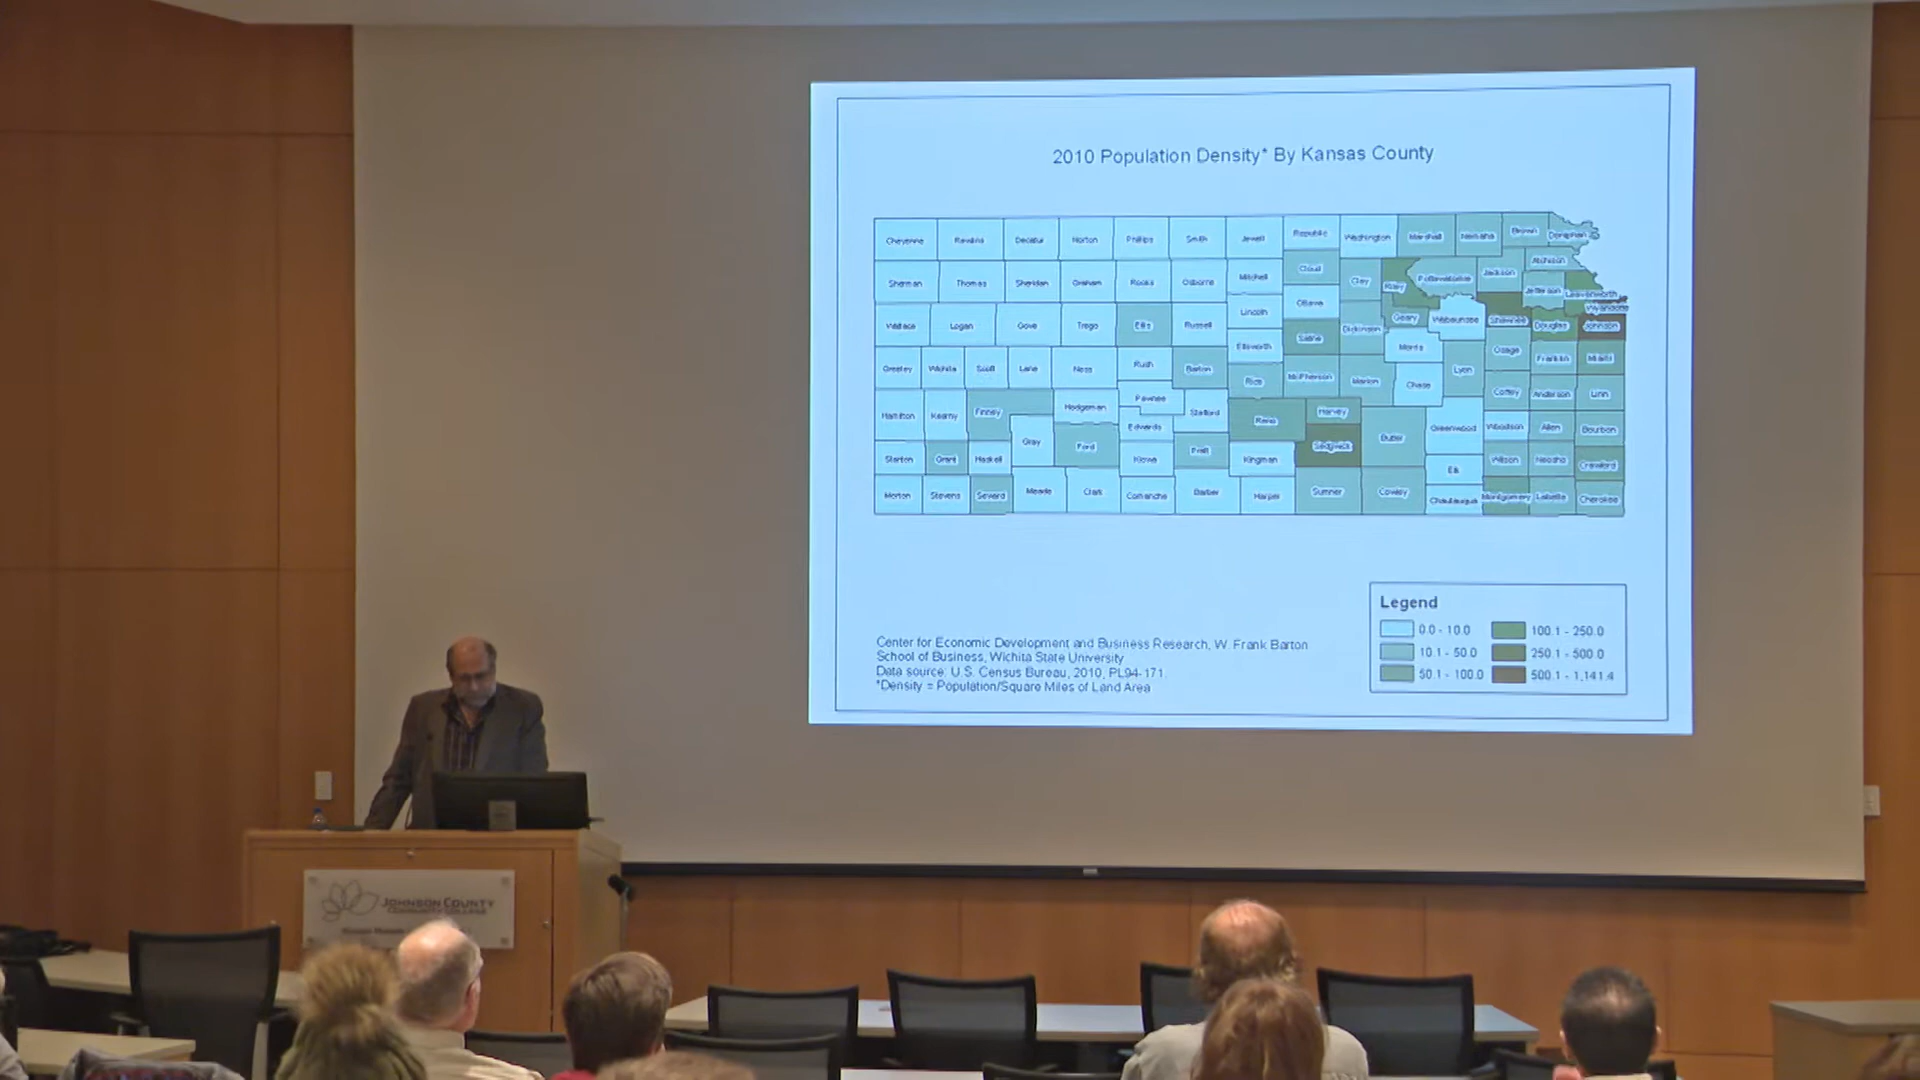 2010 Population Density* By Kansas County
Cheyenne Rawlins Decatur Norton Phillips Smith Jewell Republic Washington Marshall Nemaha Brown Doniphan
Sherman Thomas Sheridan Graham Rooks Osborne Mitchell Cloud Clay Riley Pottawatomie Jackson Atchison
Jefferson Leavenworth
Wyandotte
Wallace Logan Gove Trego Ellis Russell Lincoln Ottawa Saline Dickinson Geary Wabaunsee Shawnee Douglas Johnson
Greeley Wichita Scott Lane Ness Rush Barton Ellsworth Rice McPherson Marion Morris Chase Lyon Osage Franklin Miami
Hamilton Kearny Finney Hodgeman Pawnee Stafford Reno Harvey Coffey Anderson Linn
Gray Ford Edwards Pratt Sedgwick Butler Greenwood Woodson Allen Bourbon
Stanton Grant Haskell Kiowa Kingman Elk Wilson Neosho Crawford
Morton Stevens Seward Meade Clark Comanche Barber Harper Sumner Cowley Chautauqua Montgomery Labette Cherokee
Legend
0.0 - 10.0 100.1 - 250.0
10.1 - 50.0 250.1 - 500.0
50.1 - 100.0 500.1 - 1,141.4
Center for Economic Development and Business Research, W. Frank Barton
School of Business, Wichita State University
Data source: U.S. Census Bureau, 2010, PL94-171.
*Density = Population/Square Miles of Land Area
JOHNSON COUNTY
COMMUNITY COLLEGE